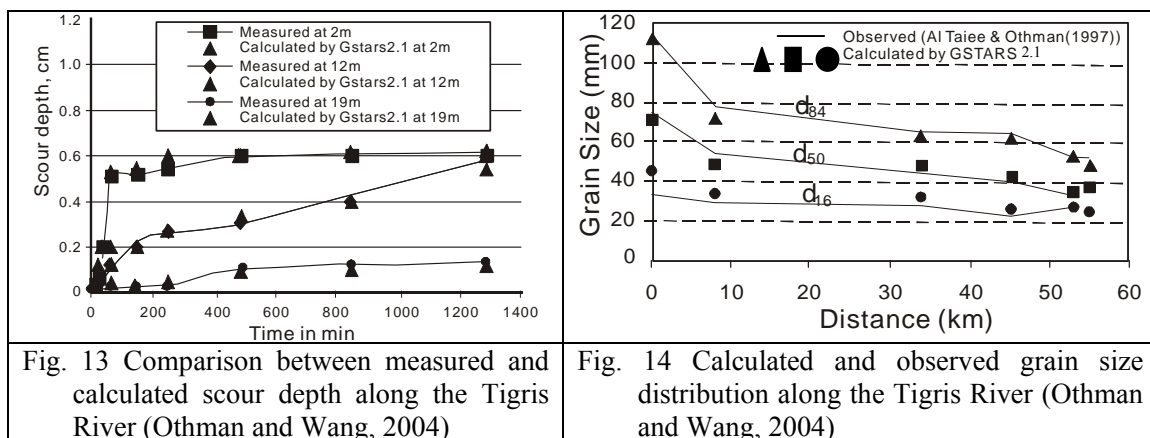 1.2
1.0
0.8
0.6
0.4
0.2
0
Scour depth, cm
Measured at 2m
Calculated by Gstars2.1 at 2m
Measured at 12m
Calculated by Gstars2.1 at 12m
Measured at 19m
Calculated by Gstars2.1 at 19m
0 200 400 600 800 1000 1200 1400
Time in min
120
100
80
60
40
20
0
Grain Size (mm)
Observed (Al Taiee & Othman(1997))
Calculated by GSTARS 2.1
d84
d50
d16
0 10 20 30 40 50 60
Distance (km)
Fig. 13 Comparison between measured and
calculated scour depth along the Tigris
River (Othman and Wang, 2004)
Fig. 14 Calculated and observed grain size
distribution along the Tigris River (Othman
and Wang, 2004)